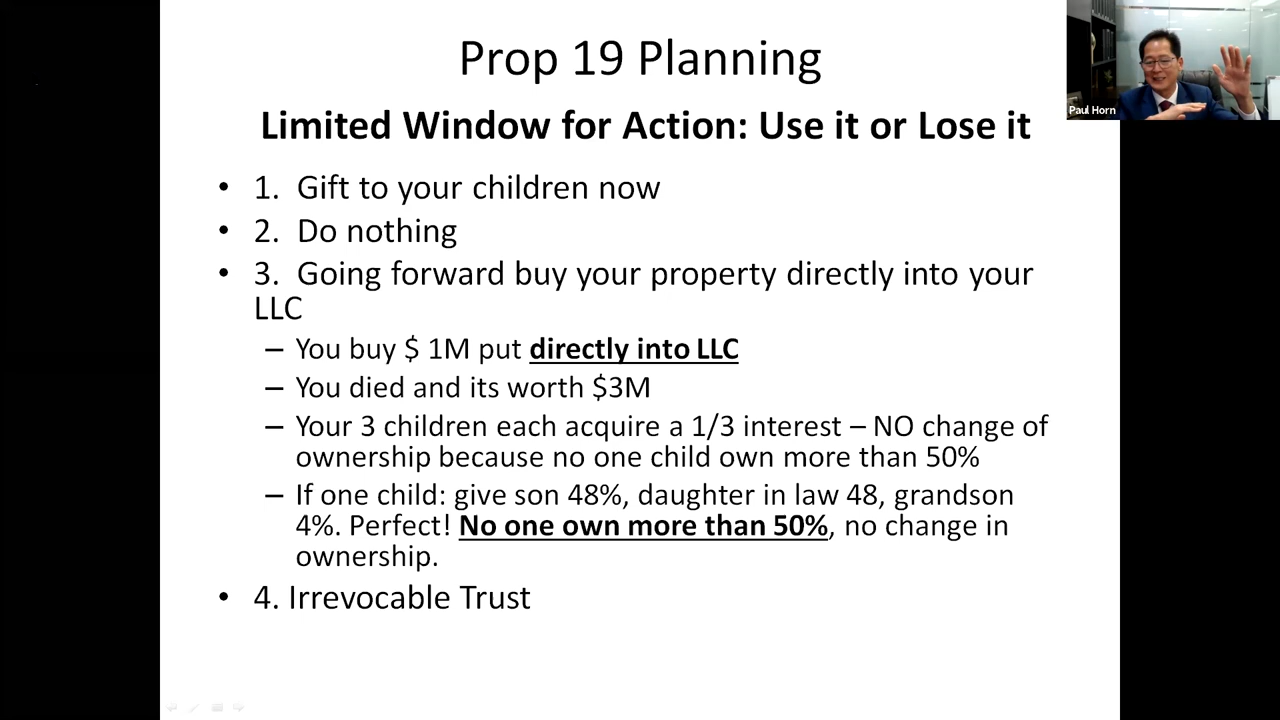 Prop 19 Planning
Paul Horn
Limited Window for Action: Use it or Lose it
• 1. Gift to your children now
• 2. Do nothing
• 3. Going forward buy your property directly into your
LLC
– You buy $ 1M put directly into LLC
– You died and its worth $3M
– Your 3 children each acquire a 1/3 interest – NO change of
ownership because no one child own more than 50%
– If one child: give son 48%, daughter in law 48, grandson
4%. Perfect! No one own more than 50%, no change in
ownership.
• 4. Irrevocable Trust